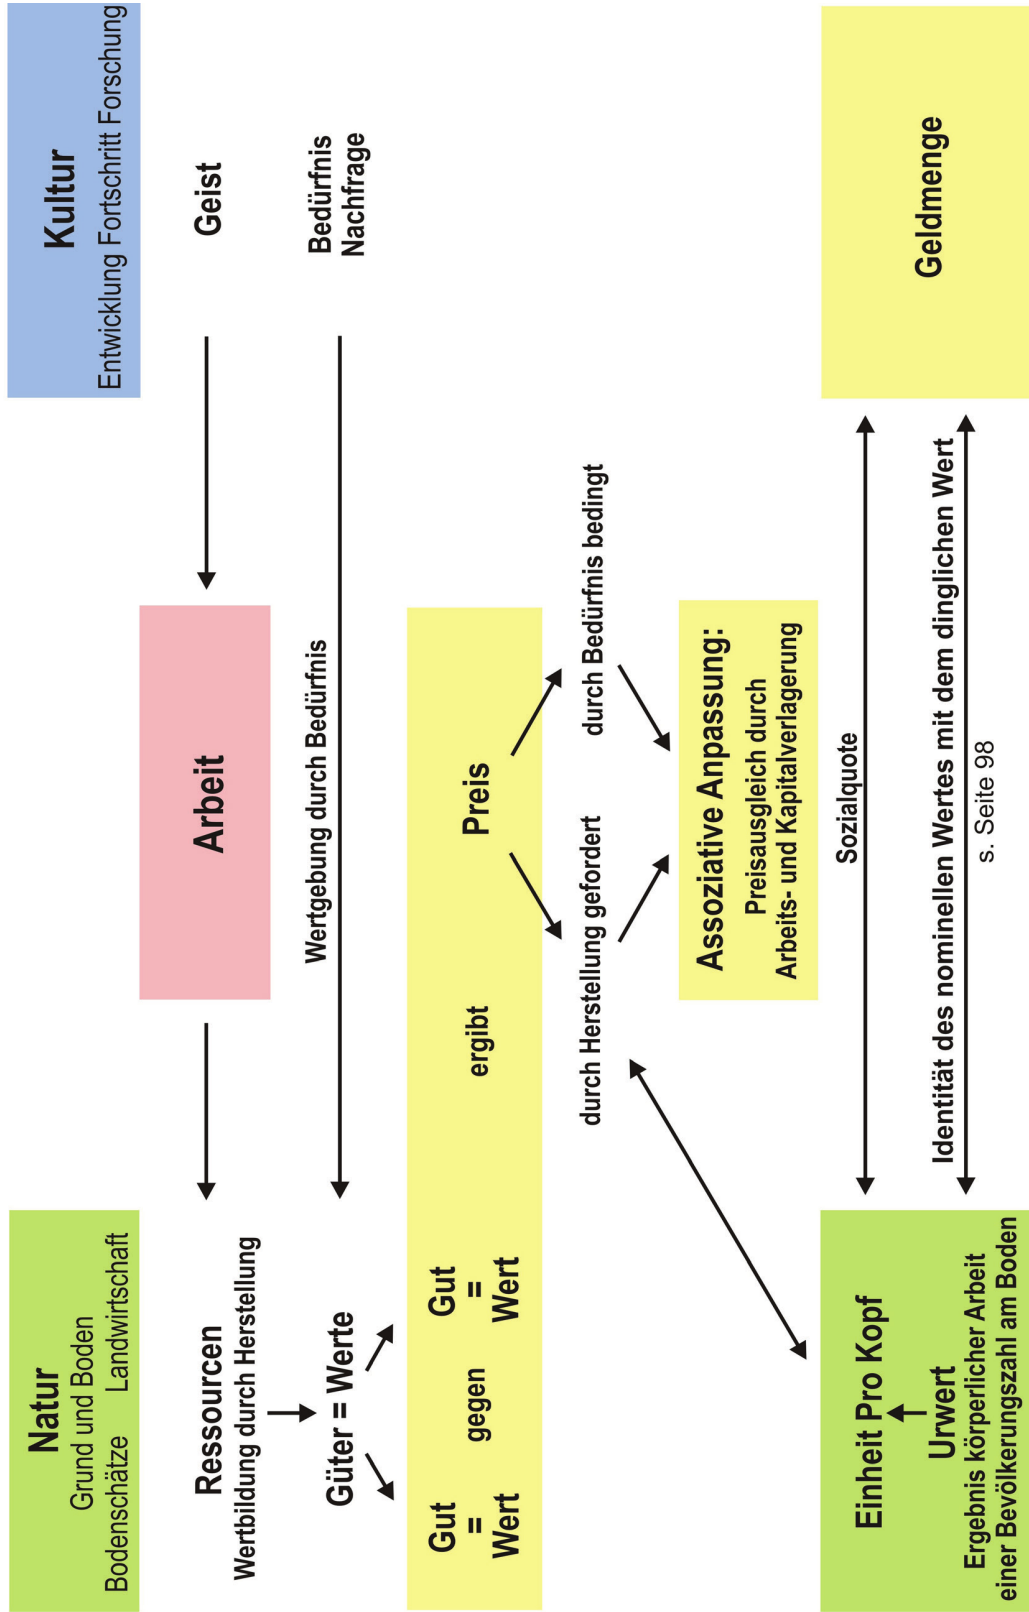 Natur
Grund und Boden
Bodenschätze Landwirtschaft
Kultur
Entwicklung Fortschritt Forschung
Arbeit
Ressourcen
Wertbildung durch Herstellung
Geist
Güter = Werte
Wertgebung durch Bedürfnis
Bedürfnis
Nachfrage
Gut
=
Wert
gegen
Gut
=
Wert
ergibt
Preis
durch Herstellung gefordert
durch Bedürfnis bedingt
Assoziative Anpassung:
Preisausgleich durch
Arbeits- und Kapitalverlagerung
Einheit Pro Kopf
Urwert
Ergebnis körperlicher Arbeit
einer Bevölkerungszahl am Boden
Sozialquote
Identität des nominellen Wertes mit dem dinglichen Wert
s. Seite 98
Geldmenge